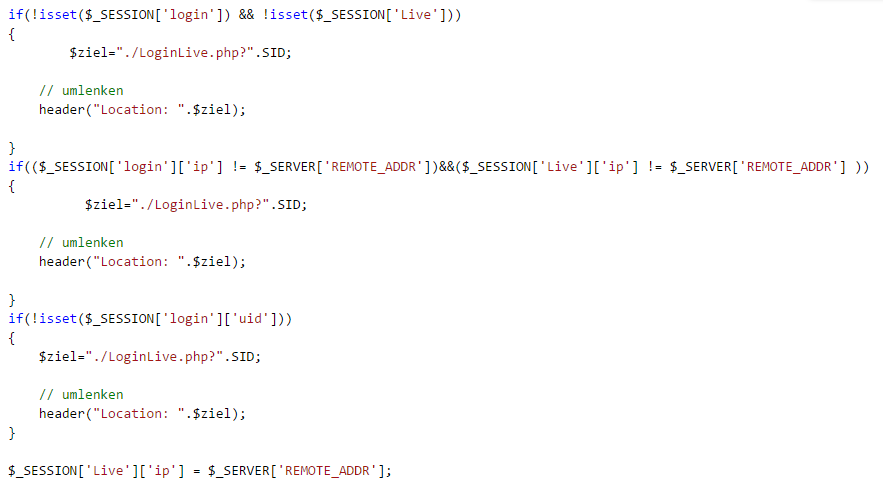 if(!isset($_SESSION['login']) && !isset($_SESSION['Live']))
{
$ziel="./LoginLive.php?".SID;
// umlenken
header("Location: ".$ziel);
}
if(($_SESSION['login']['ip'] != $_SERVER['REMOTE_ADDR'])&&($_SESSION['Live']['ip'] != $_SERVER['REMOTE_ADDR'] ))
{
$ziel="./LoginLive.php?".SID;
// umlenken
header("Location: ".$ziel);
}
if(!isset($_SESSION['login']['uid']))
{
$ziel="./LoginLive.php?".SID;
// umlenken
header("Location: ".$ziel);
}
$_SESSION['Live']['ip'] = $_SERVER['REMOTE_ADDR'];